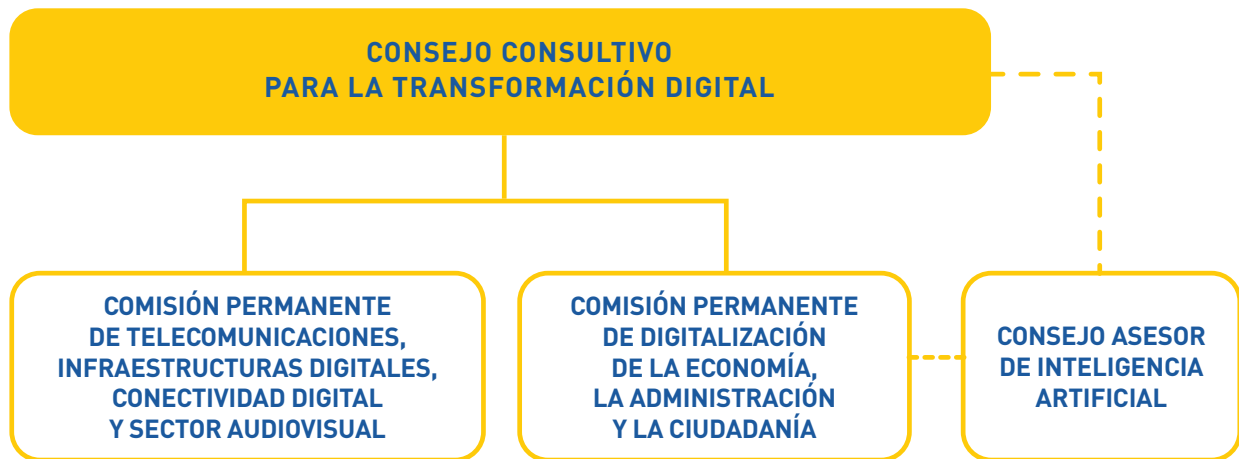 CONSEJO CONSULTIVO
PARA LA TRANSFORMACIÓN DIGITAL
COMISIÓN PERMANENTE
DE TELECOMUNICACIONES,
INFRAESTRUCTURAS DIGITALES,
CONECTIVIDAD DIGITAL
Y SECTOR AUDIOVISUAL
COMISIÓN PERMANENTE
DE DIGITALIZACIÓN
DE LA ECONOMÍA,
LA ADMINISTRACIÓN
Y LA CIUDADANÍA
CONSEJO ASESOR
DE INTELIGENCIA
ARTIFICIAL